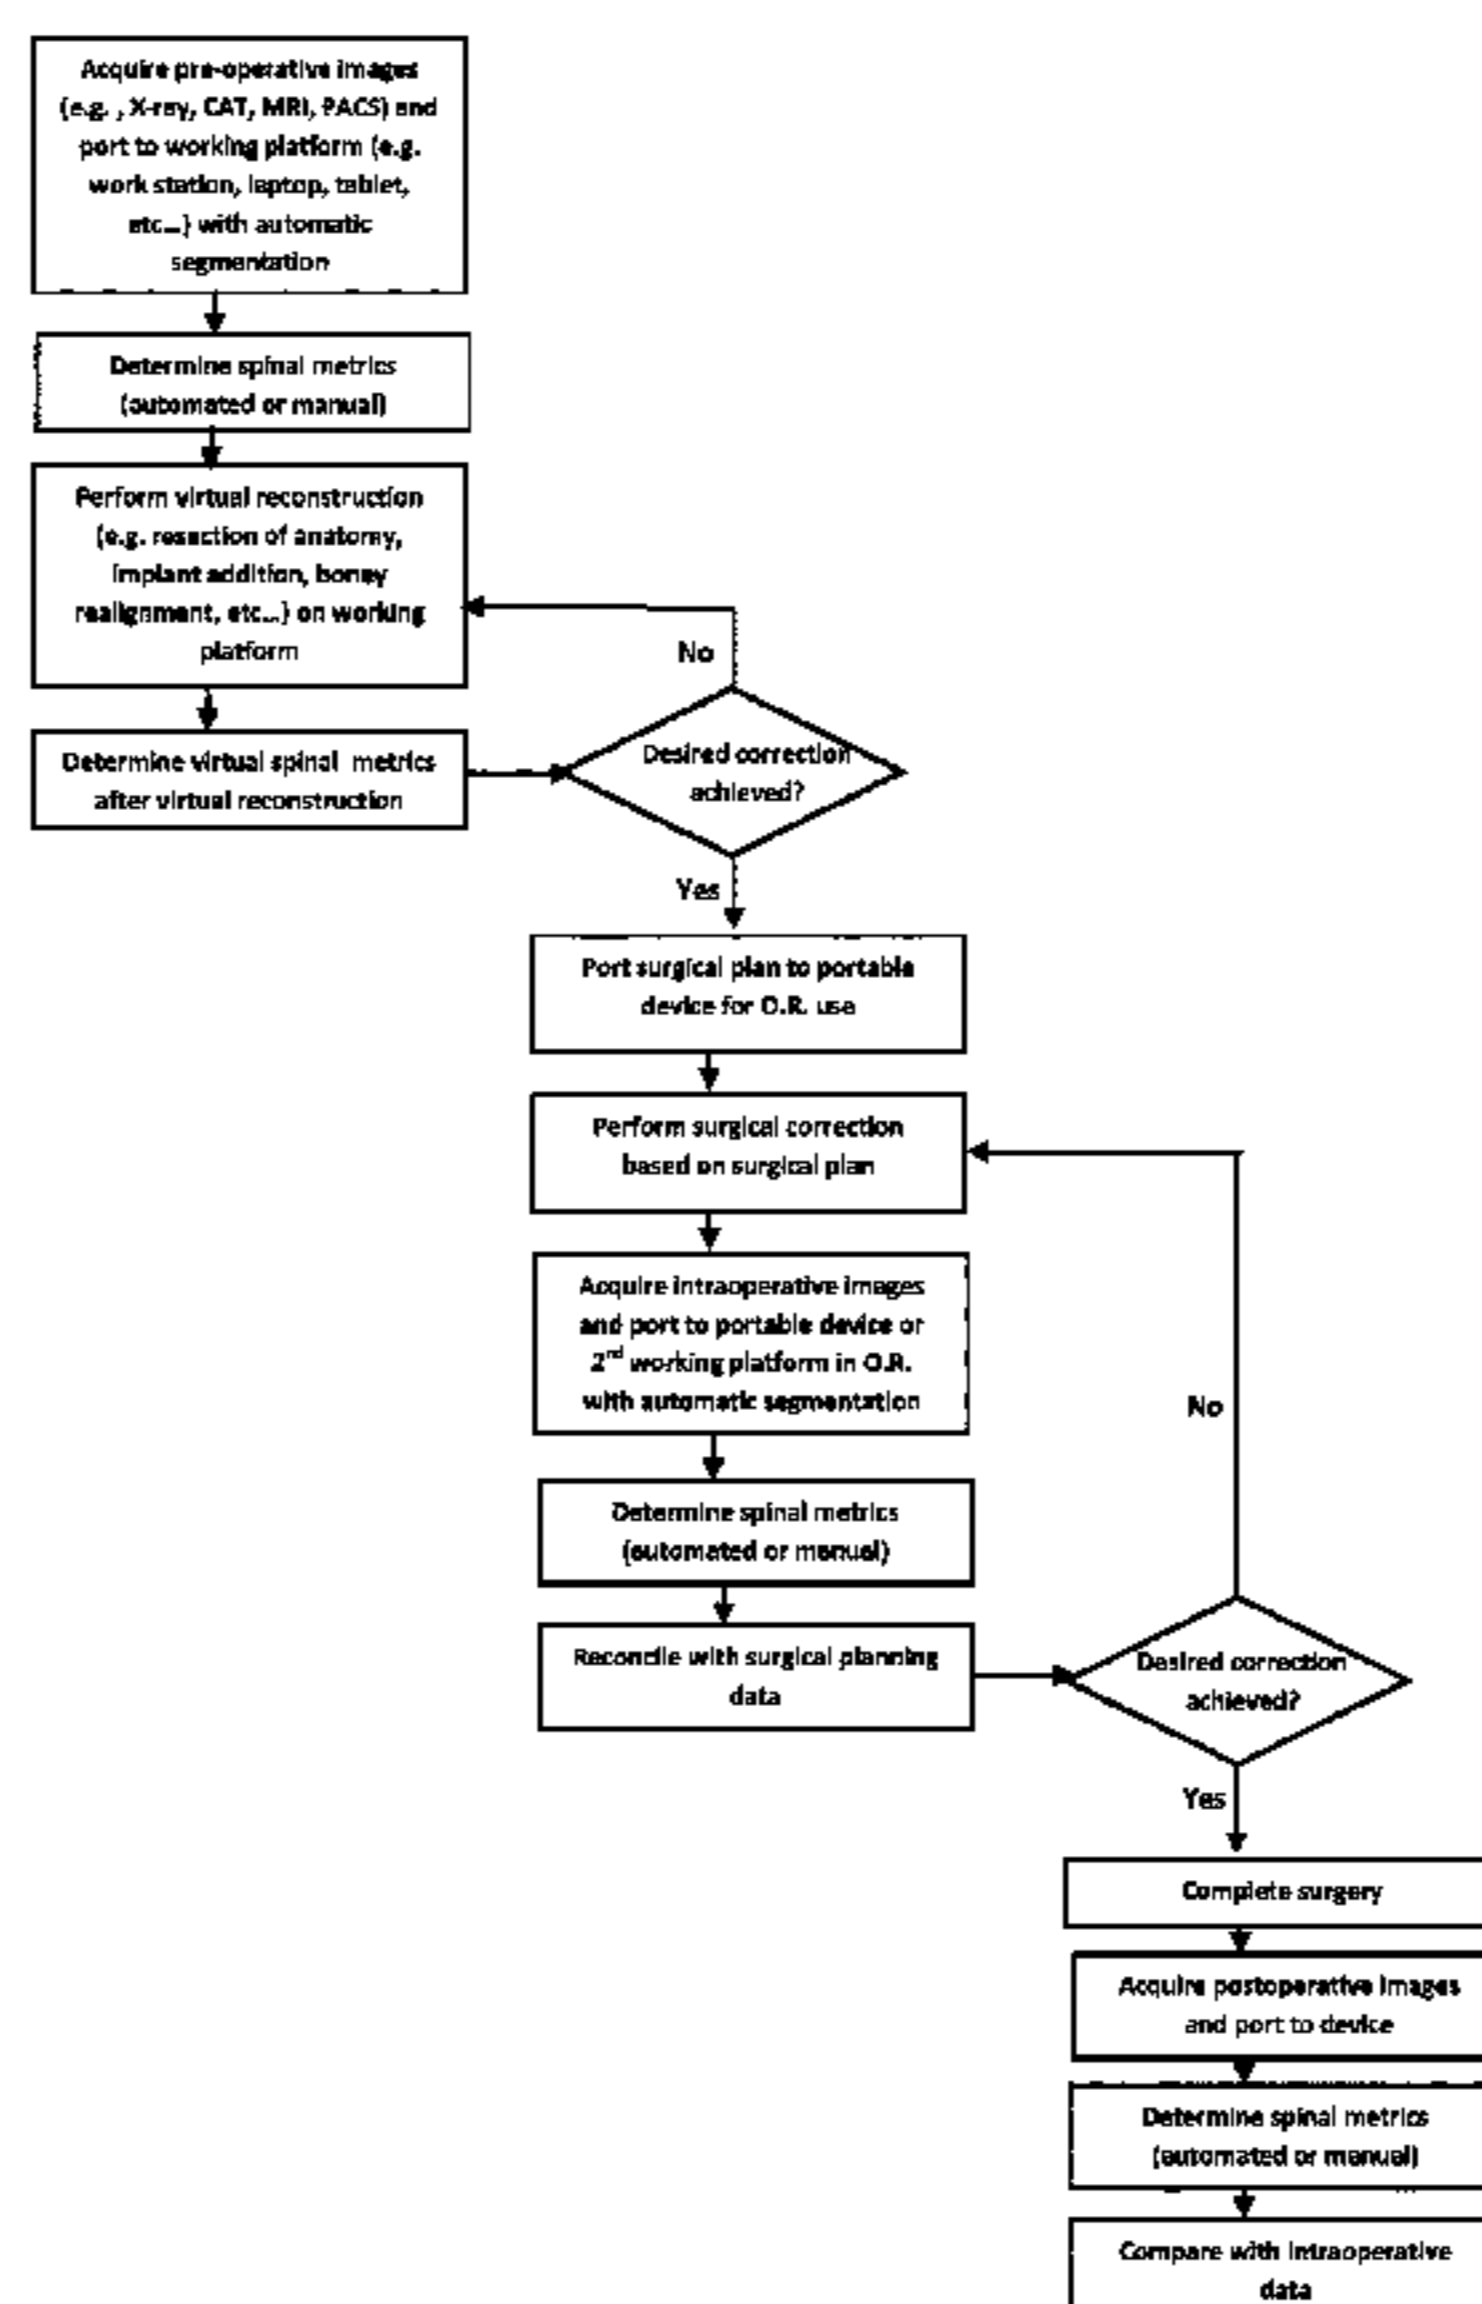 Acquire pre-operative images
(e.g. , X-ray, CAT, MRI, PACS) and
port to working platform (e.g.
work station, laptop, tablet,
etc...) with automatic
segmentation
Determine spinal metrics
(automated or manual)
Perform virtual reconstruction
(e.g. resection of anatomy,
implant addition, boney
realignment, etc...) on working
platform
No
Determine virtual spinal metrics
after virtual reconstruction
Desired correction
achieved?
Yes
Port surgical plan to portable
device for O.R. use
Perform surgical correction
based on surgical plan
Acquire intraoperative images
and port to portable device or
2nd working platform in O.R.
with automatic segmentation
No
Determine spinal metrics
(automated or manual)
Reconcile with surgical planning
data
Desired correction
achieved?
Yes
Complete surgery
Acquire postoperative images
and port to device
Determine spinal metrics
(automated or manual)
Compare with intraoperative
data